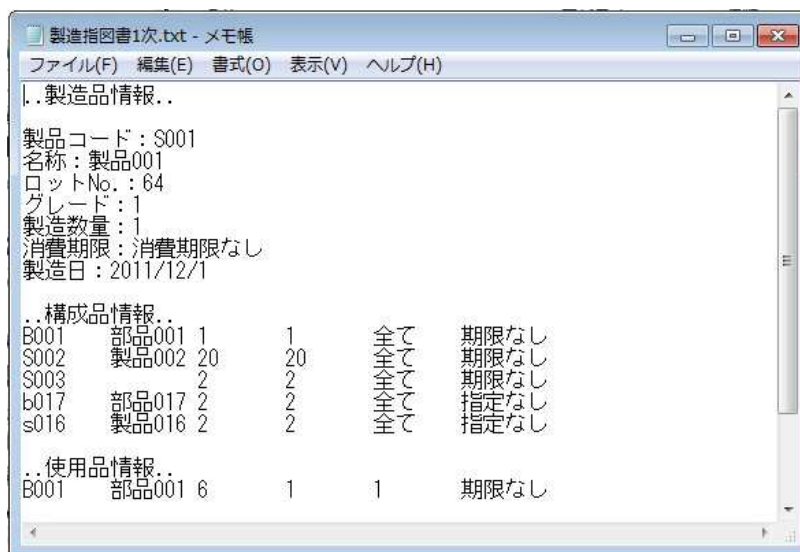 製造指図書1次.txt - メモ帳
ファイル(F) 編集(E) 書式(O) 表示(V) ヘルプ(H)
..製造品情報..
製品コード：S001
名称：製品001
ロットNo.：64
グレード：1
製造数量：1
消費期限：消費期限なし
製造日：2011/12/1
..構成品情報..
B001 部品001 1 1 全て 期限なし
S002 製品002 20 20 全て 期限なし
S003 2 2 全て 期限なし
b017 部品017 2 2 全て 指定なし
s016 製品016 2 2 全て 指定なし
..使用品情報..
B001 部品001 6 1 1 期限なし